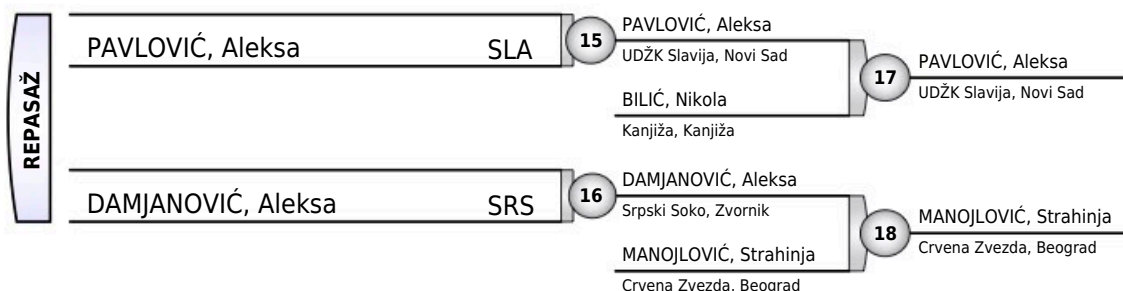 REPASAŽ
PAVLOVIĆ, Aleksa SLA
15
PAVLOVIĆ, Aleksa
UDŽK Slavija, Novi Sad
BILIĆ, Nikola
Kanjiža, Kanjiža
17
PAVLOVIĆ, Aleksa
UDŽK Slavija, Novi Sad
DAMJANOVIĆ, Aleksa SRS
16
DAMJANOVIĆ, Aleksa
Srpski Soko, Zvornik
MANOJLOVIĆ, Strahinja
Crvena Zvezda, Beograd
18
MANOJLOVIĆ, Strahinja
Crvena Zvezda, Beograd